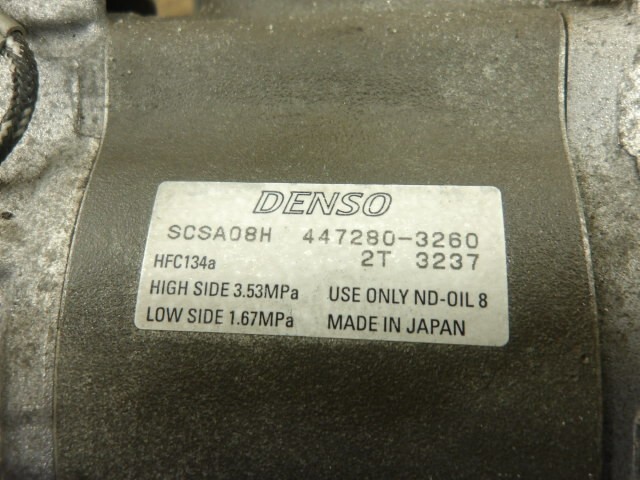 DENSO
SCSA08H 447280-3260
2T 3237
HFC134a
HIGH SIDE 3.53MPa USE ONLY ND-OIL 8
LOW SIDE 1.67MPa MADE IN JAPAN